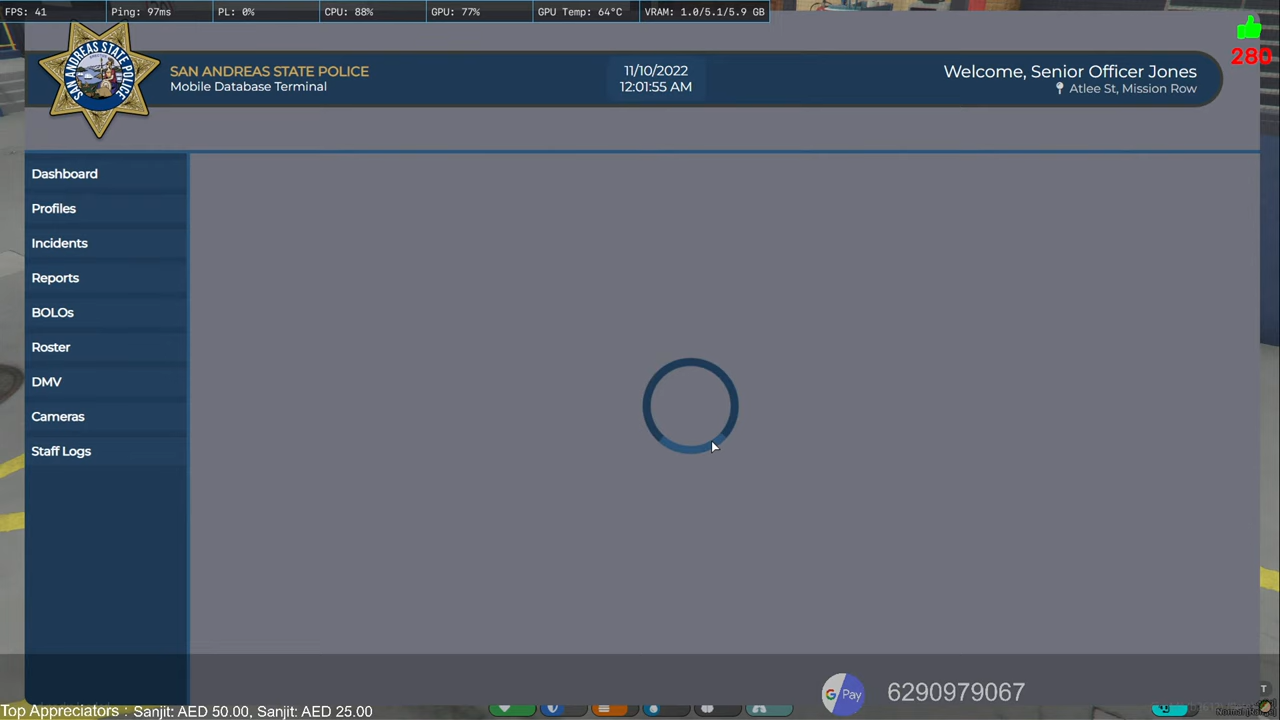 FPS: 41 Ping: 97ms PL: 0% CPU: 88% GPU: 77% GPU Temp: 64°C VRAM: 1.0/5.1/5.9 GB
280
SAN ANDREAS STATE POLICE
Mobile Database Terminal
11/10/2022
12:01:55 AM
Welcome, Senior Officer Jones
Atlee St, Mission Row
Dashboard
Profiles
Incidents
Reports
BOLOs
Roster
DMV
Cameras
Staff Logs
G Pay 6290979067
T
Top Appreciators : Sanjit: AED 50.00, Sanjit: AED 25.00